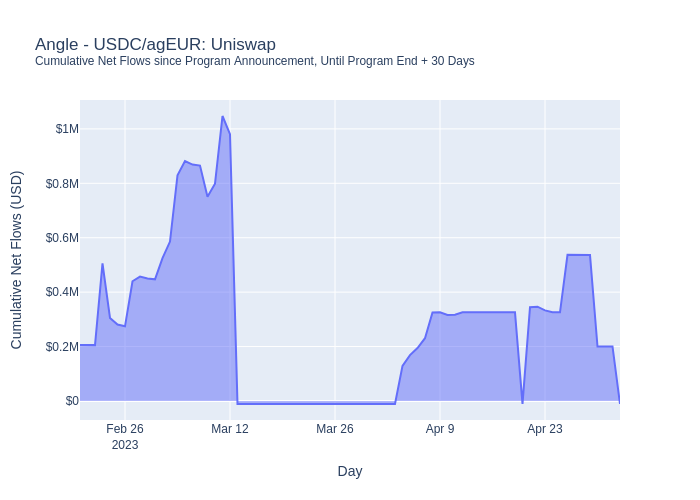 Angle - USDC/agEUR: Uniswap
Cumulative Net Flows since Program Announcement, Until Program End + 30 Days
Cumulative Net Flows (USD)
$1M
$0.8M
$0.6M
$0.4M
$0.2M
$0
Feb 26 Mar 12 Mar 26 Apr 9 Apr 23
2023
Day